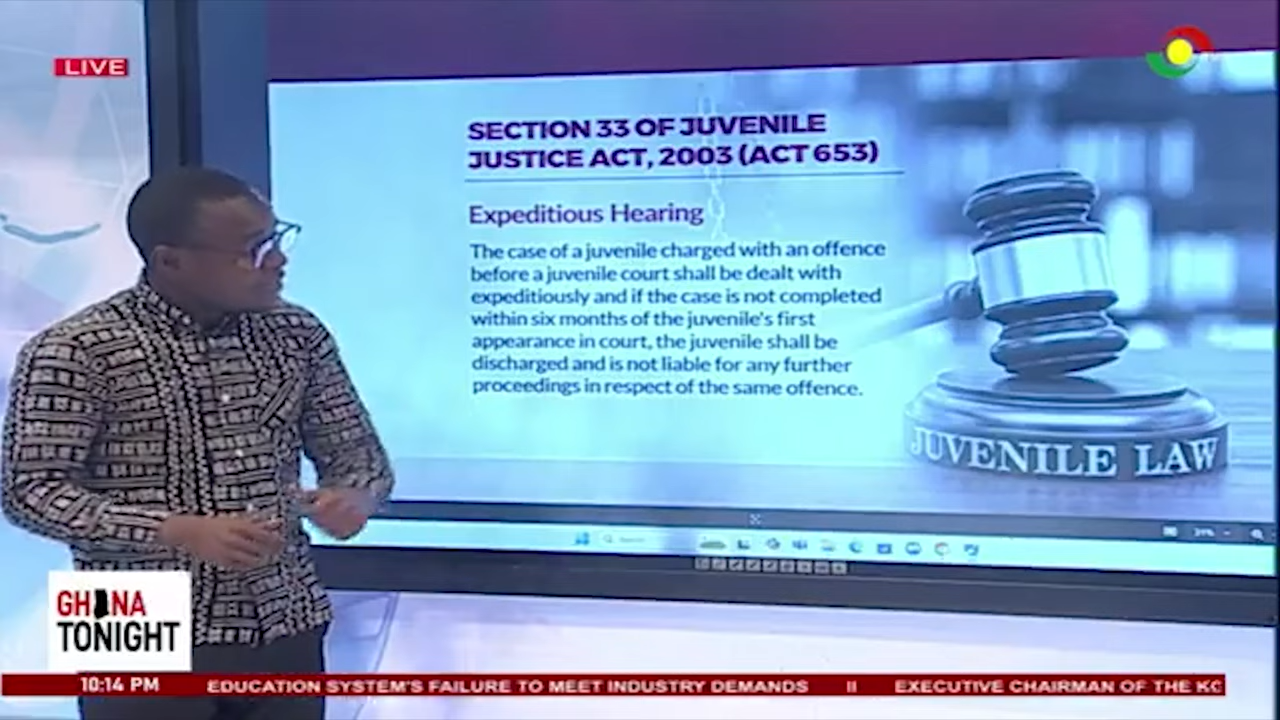 LIVE
SECTION 33 OF JUVENILE
JUSTICE ACT, 2003 (ACT 653)
Expeditious Hearing
The case of a juvenile charged with an offence
before a juvenile court shall be dealt with
expeditiously and if the case is not completed
within six months of the juvenile's first
appearance in court, the juvenile shall be
discharged and is not liable for any further
proceedings in respect of the same offence.
JUVENILE LAW
GHANA
TONIGHT
10:14 PM EDUCATION SYSTEM'S FAILURE TO MEET INDUSTRY DEMANDS II EXECUTIVE CHAIRMAN OF THE